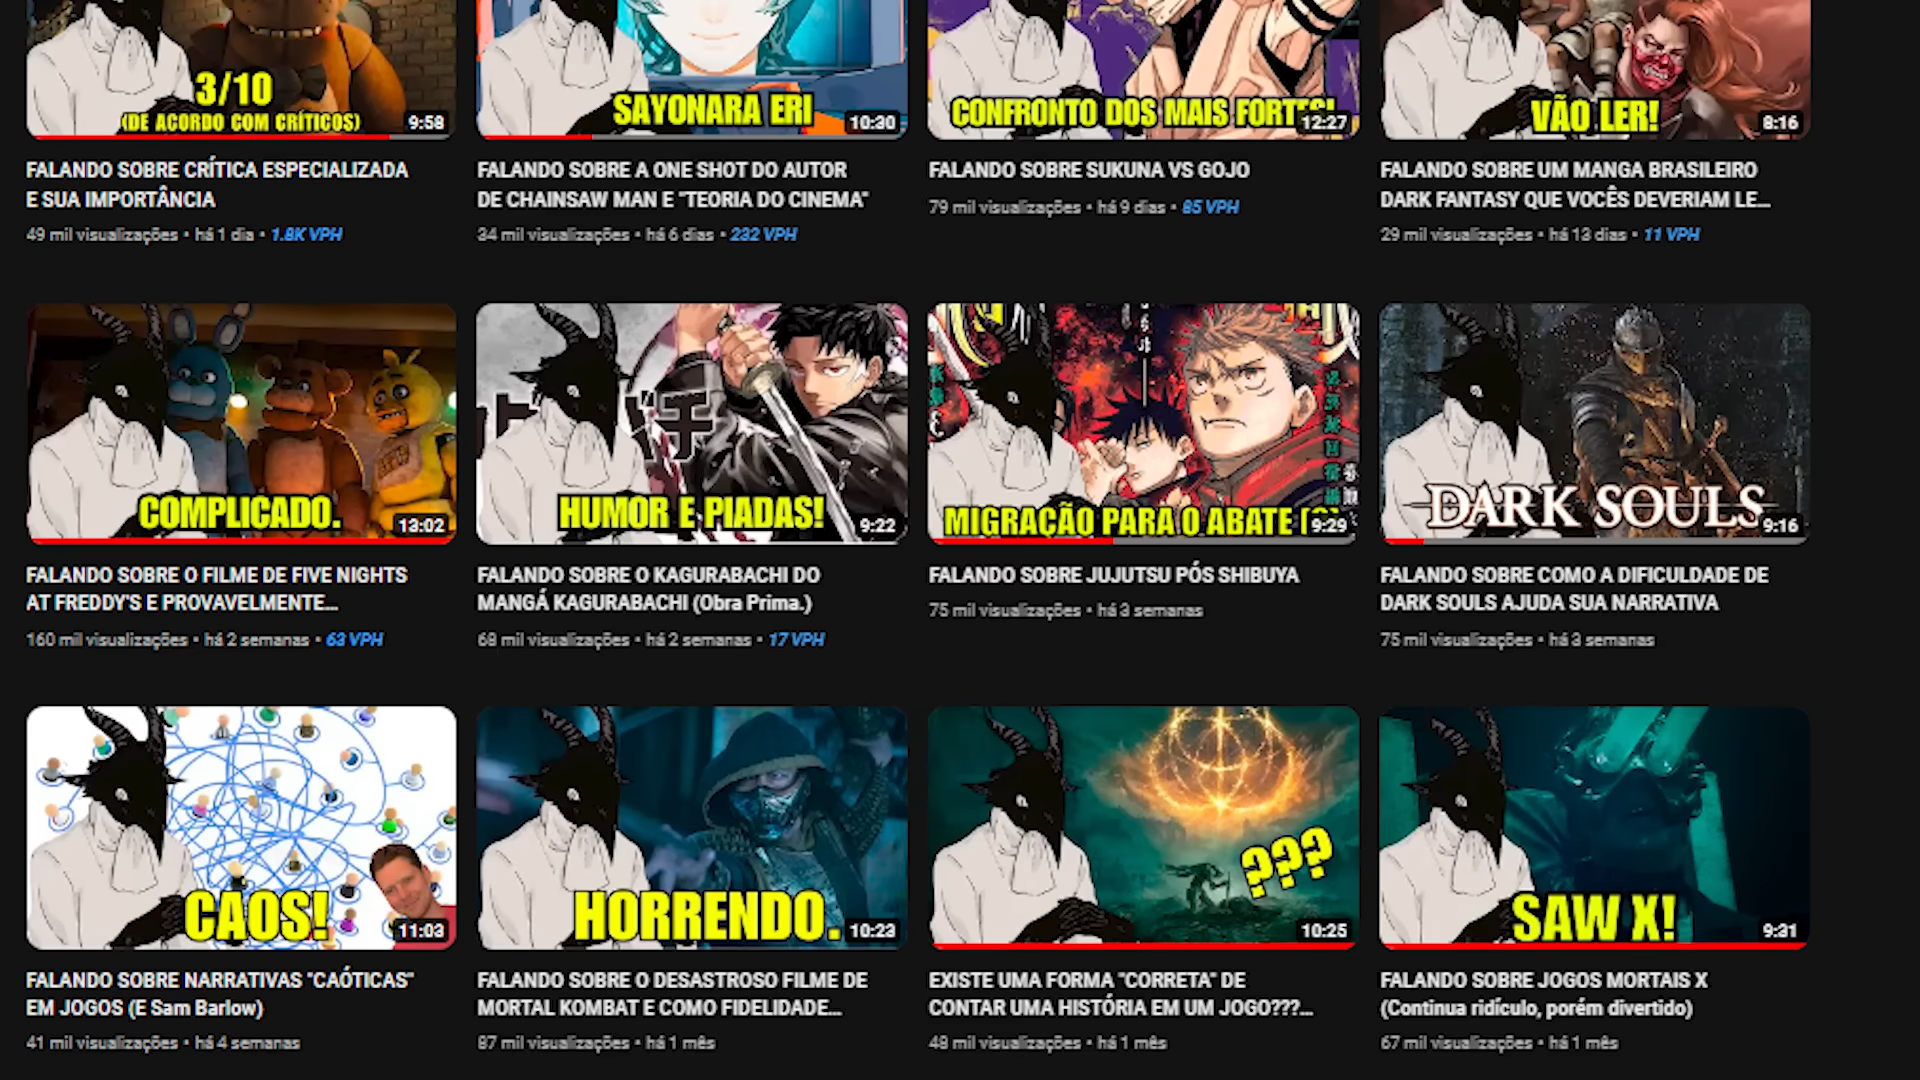 3/10
(DE ACORDO COM CRÍTICOS)
9:58
SAYONARA ERI
10:30
CONFRONTO DOS MAIS FORTES!
12:27
VÃO LER!
8:16
FALANDO SOBRE CRÍTICA ESPECIALIZADA
E SUA IMPORTÂNCIA
49 mil visualizações • há 1 dia • 1.8K VPH
FALANDO SOBRE A ONE SHOT DO AUTOR
DE CHAINSAW MAN E "TEORIA DO CINEMA"
34 mil visualizações • há 6 dias • 232 VPH
FALANDO SOBRE SUKUNA VS GOJO
79 mil visualizações • há 9 dias • 85 VPH
FALANDO SOBRE UM MANGA BRASILEIRO
DARK FANTASY QUE VOCÊS DEVERIAM LE...
29 mil visualizações • há 13 dias • 11 VPH
COMPLICADO.
13:02
HUMOR E PIADAS!
9:22
MIGRAÇÃO PARA O ABATE
9:29
DARK SOULS
9:16
FALANDO SOBRE O FILME DE FIVE NIGHTS
AT FREDDY'S E PROVAVELMENTE...
160 mil visualizações • há 2 semanas • 63 VPH
FALANDO SOBRE O KAGURABACHI DO
MANGÁ KAGURABACHI (Obra Prima.)
68 mil visualizações • há 2 semanas • 17 VPH
FALANDO SOBRE JUJUTSU PÓS SHIBUYA
75 mil visualizações • há 3 semanas
FALANDO SOBRE COMO A DIFICULDADE DE
DARK SOULS AJUDA SUA NARRATIVA
75 mil visualizações • há 3 semanas
CAOS!
11:03
HORRENDO.
10:23
???
10:25
SAW X!
9:31
FALANDO SOBRE NARRATIVAS "CAÓTICAS"
EM JOGOS (E Sam Barlow)
41 mil visualizações • há 4 semanas
FALANDO SOBRE O DESASTROSO FILME DE
MORTAL KOMBAT E COMO FIDELIDADE...
87 mil visualizações • há 1 mês
EXISTE UMA FORMA "CORRETA" DE
CONTAR UMA HISTÓRIA EM UM JOGO???...
48 mil visualizações • há 1 mês
FALANDO SOBRE JOGOS MORTAIS X
(Continua ridículo, porém divertido)
67 mil visualizações • há 1 mês